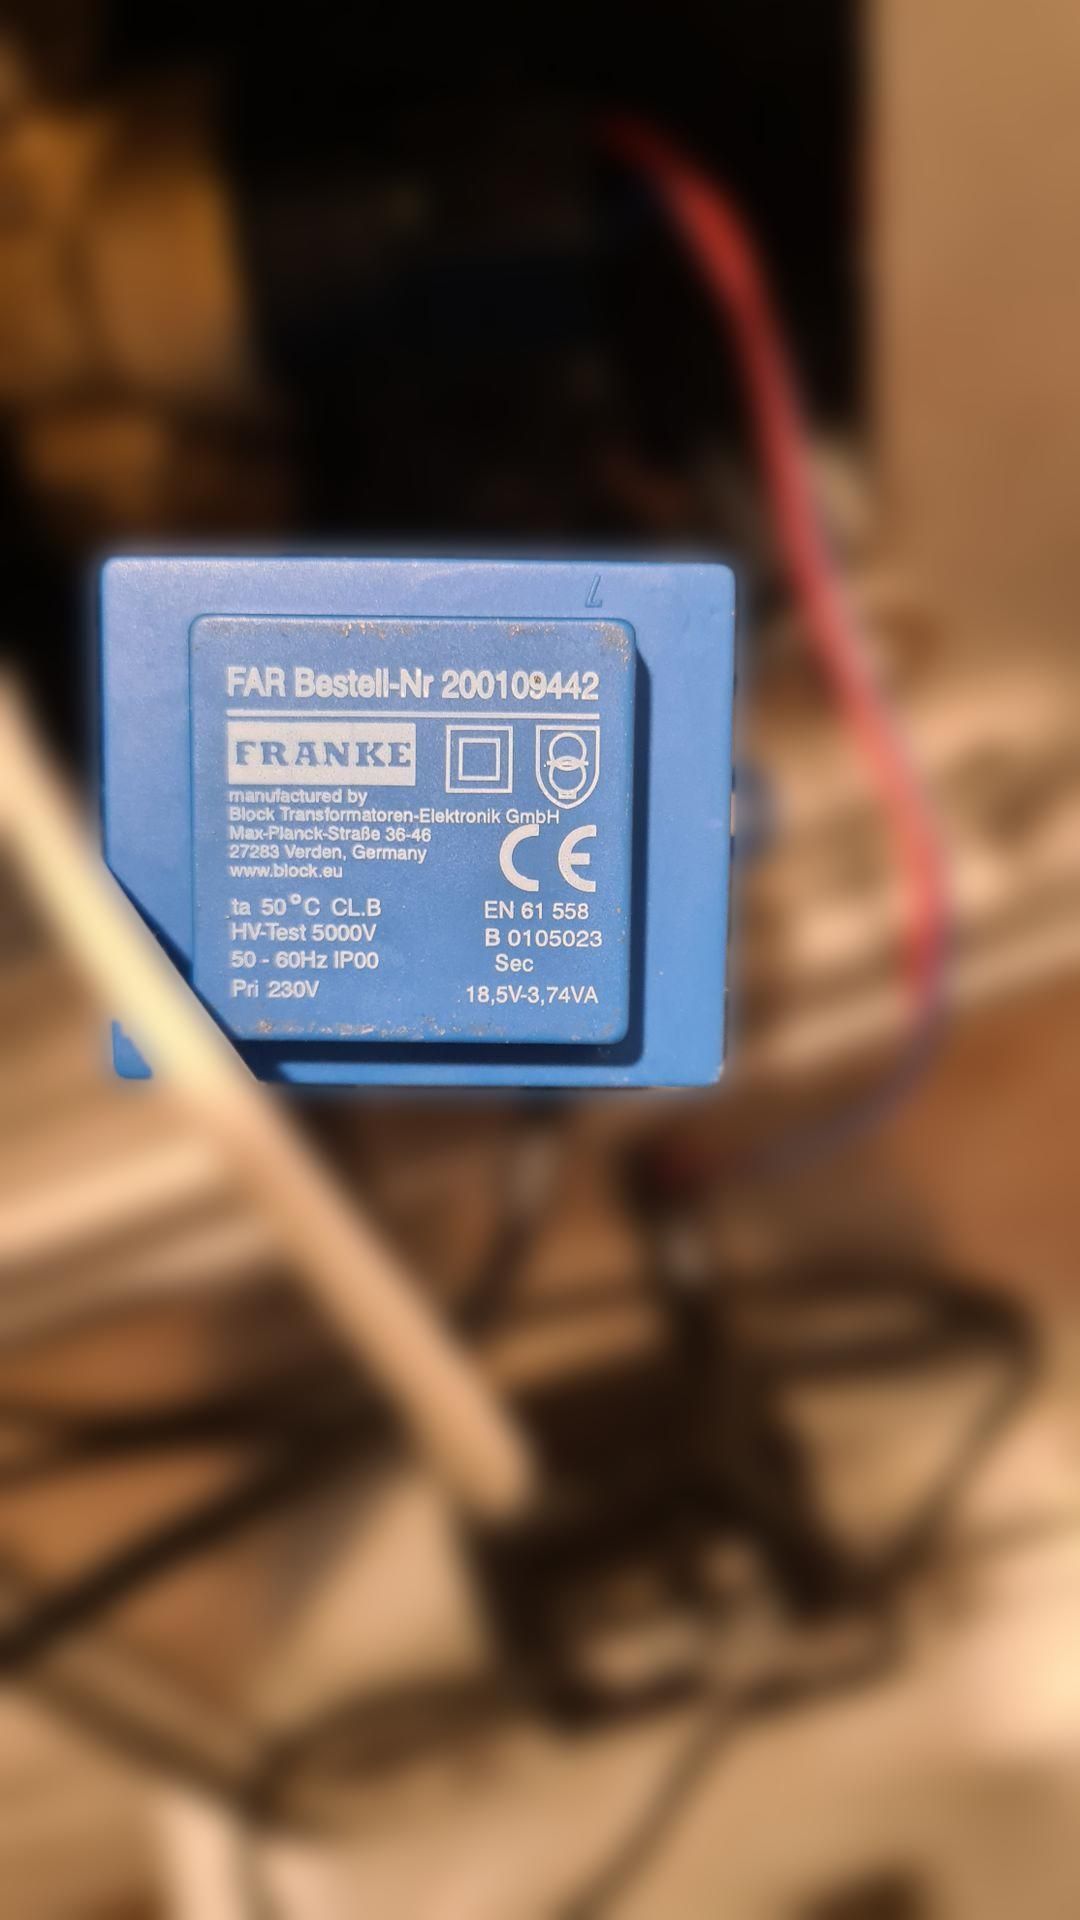 FAR Bestell-Nr 200109442
FRANKE
manufactured by
Block Transformatoren-Elektronik GmbH
Max-Planck-Straße 36-46
27283 Verden, Germany
www.block.eu
CE
ta 50°C CL.B
EN 61 558
HV-Test 5000V
B 0105023
50 - 60Hz IP00
Sec
Pri 230V
18,5V-3,74VA